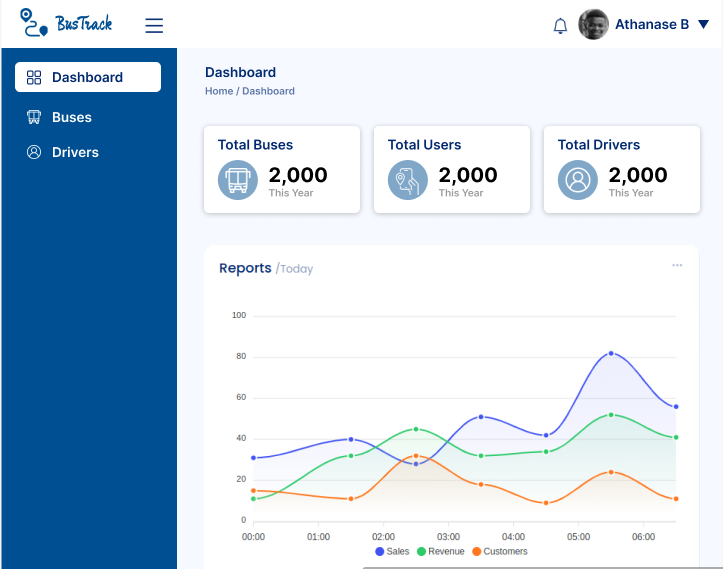 BusTrack
Athanase B
Dashboard
Buses
Drivers
Dashboard
Home / Dashboard
Total Buses
2,000
This Year
Total Users
2,000
This Year
Total Drivers
2,000
This Year
Reports /Today
100
80
60
40
20
0
00:00 01:00 02:00 03:00 04:00 05:00 06:00
Sales Revenue Customers